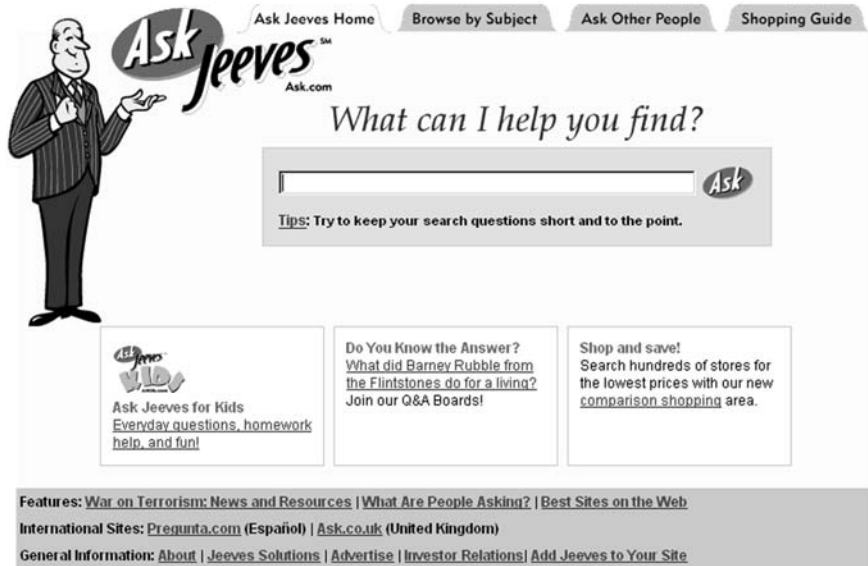 Ask Jeeves Home Browse by Subject Ask Other People Shopping Guide
Ask Jeeves SM
Ask.com
What can I help you find?
Ask
Tips: Try to keep your search questions short and to the point.
Ask Jeeves KIDS
Ask Jeeves for Kids
Everyday questions, homework
help, and fun!
Do You Know the Answer?
What did Barney Rubble from
the Flintstones do for a living?
Join our Q&A Boards!
Shop and save!
Search hundreds of stores for
the lowest prices with our new
comparison shopping area.
Features: War on Terrorism: News and Resources | What Are People Asking? | Best Sites on the Web
International Sites: Pregunta.com (Español) | Ask.co.uk (United Kingdom)
General Information: About | Jeeves Solutions | Advertise | Investor Relations| Add Jeeves to Your Site